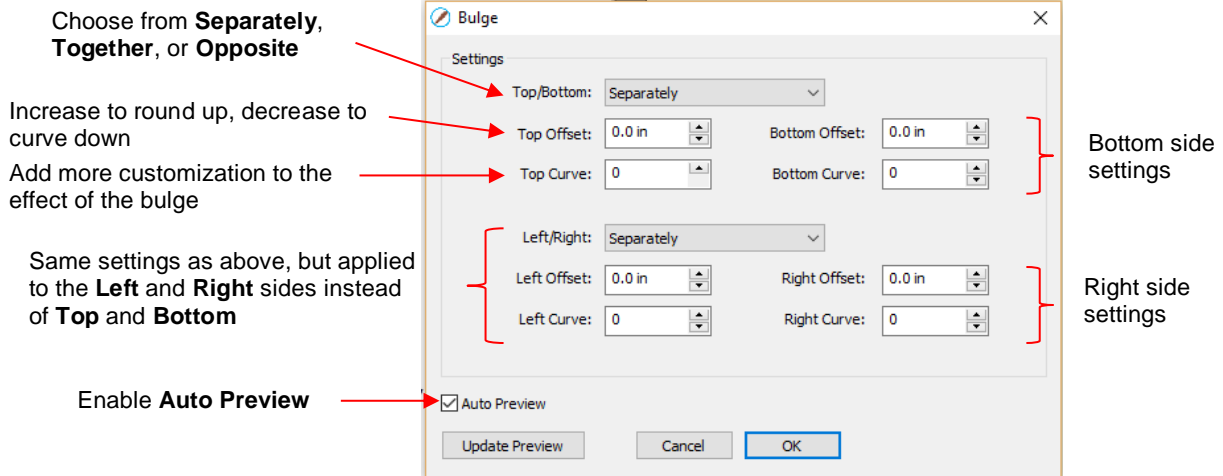 Choose from Separately,
Together, or Opposite
Increase to round up, decrease to
curve down
Add more customization to the
effect of the bulge
Same settings as above, but applied
to the Left and Right sides instead
of Top and Bottom
Enable Auto Preview
Bulge
Settings
Top/Bottom: Separately
Top Offset: 0.0 in Bottom Offset: 0.0 in
Top Curve: 0 Bottom Curve: 0
Left/Right: Separately
Left Offset: 0.0 in Right Offset: 0.0 in
Left Curve: 0 Right Curve: 0
Auto Preview
Update Preview Cancel OK
Bottom side
settings
Right side
settings